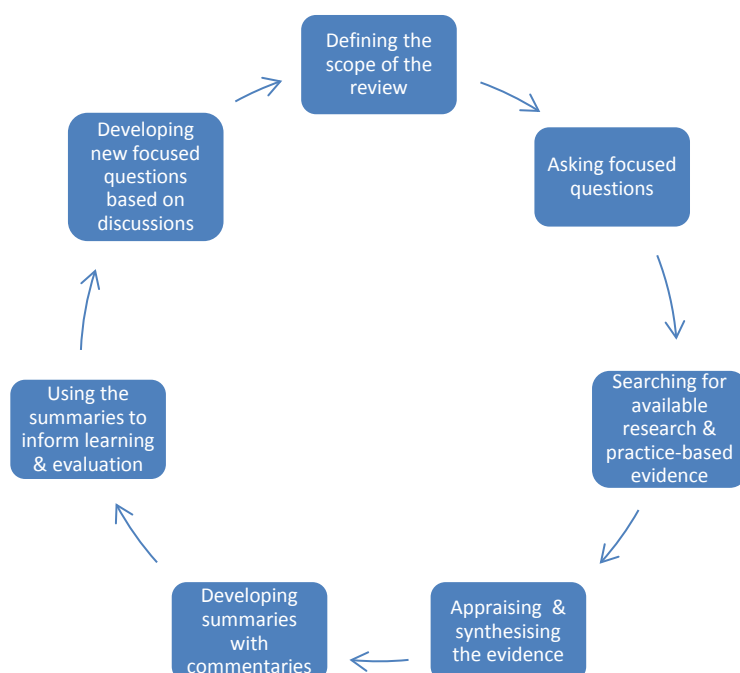 Defining the
scope of the
review
Asking focused
questions
Searching for
available
research &
practice-based
evidence
Appraising & 
synthesising
the evidence
Developing
summaries
with
commentaries
Using the
summaries to
inform learning
& evaluation
Developing
new focused
questions
based on
discussions